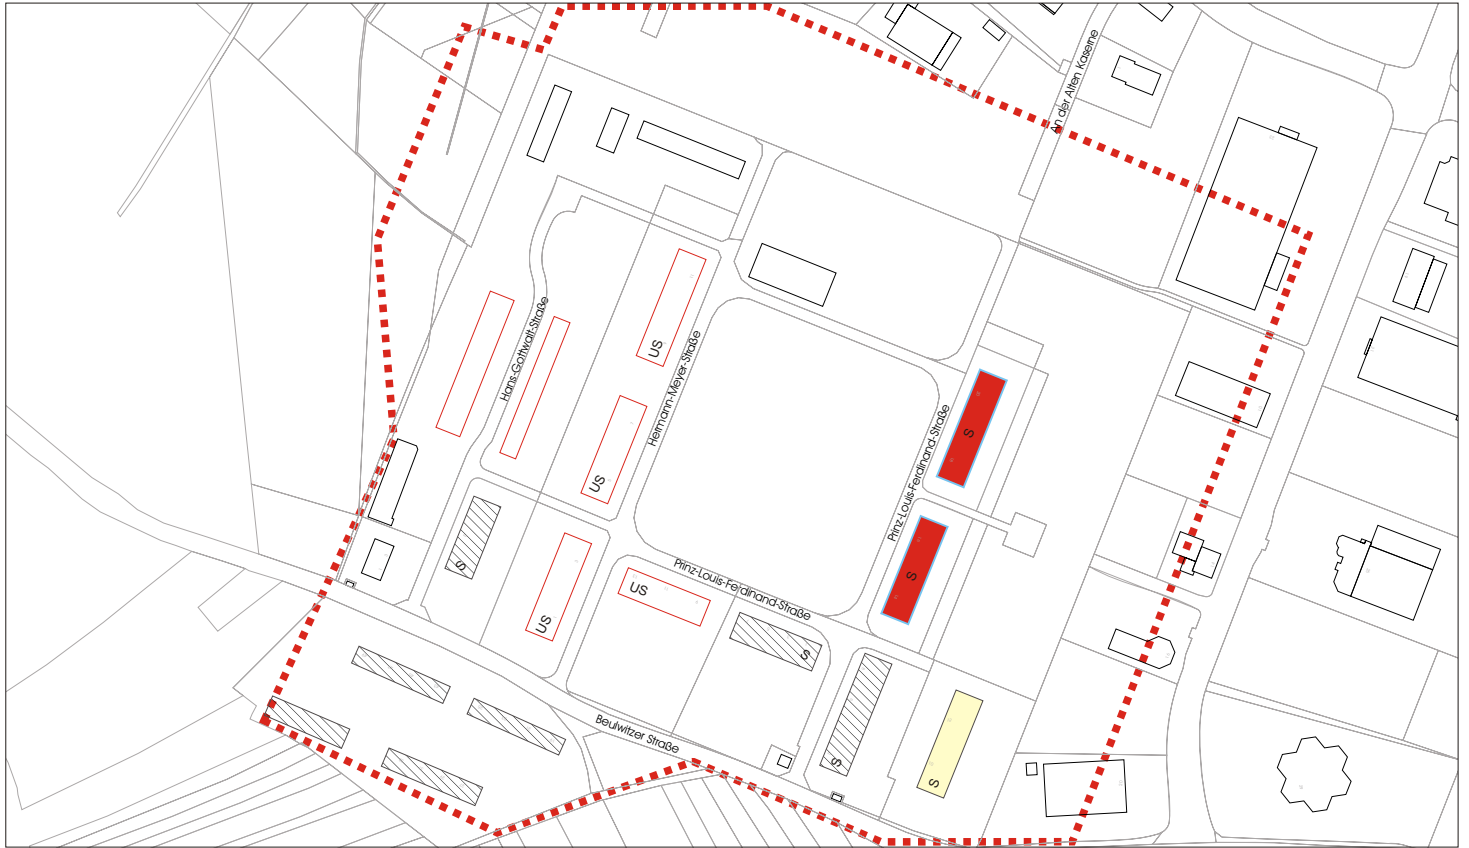 An der Alten Kaserne
Hans-Gottwalt-Straße
US
Hermann-Meyer-Straße
US
Prinz-Louis-Ferdinand-Straße
S
S
S
US
US
Prinz-Louis-Ferdinand-Straße
S
S
S
Beulwitzer Straße